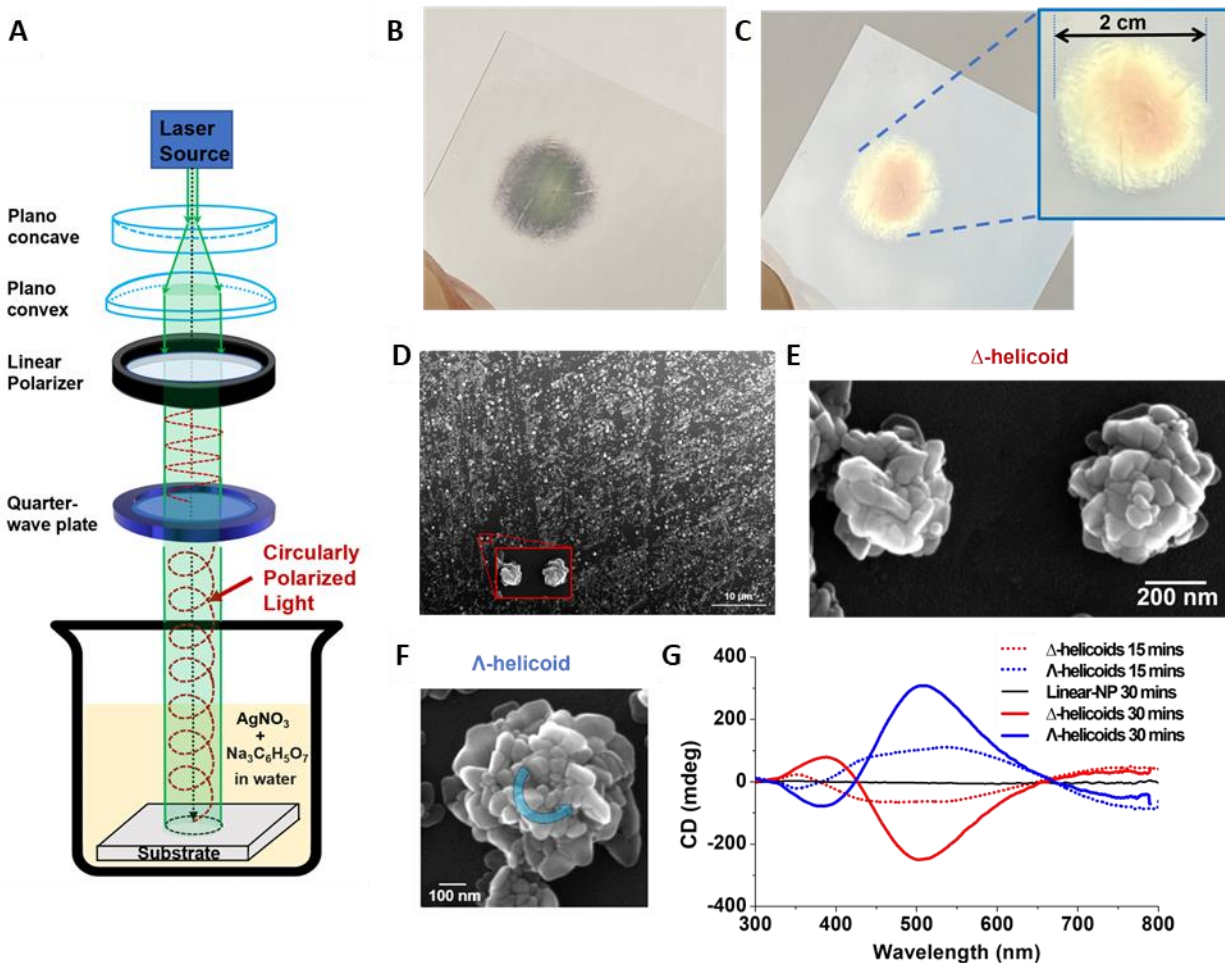 A
Laser
Source
Plano
concave
Plano
convex
Linear
Polarizer
Quarter-
wave plate
Circularly
Polarized
Light
AgNO₃
+
Na₃C₆H₅O₇
in water
Substrate
B
C
2 cm
D
10 µm
E
Δ-helicoid
200 nm
F
Λ-helicoid
100 nm
G
Δ-helicoids 15 mins
Λ-helicoids 15 mins
Linear-NP 30 mins
Δ-helicoids 30 mins
Λ-helicoids 30 mins
CD (mdeg)
400
200
0
-200
-400
300
400
500
600
700
800
Wavelength (nm)